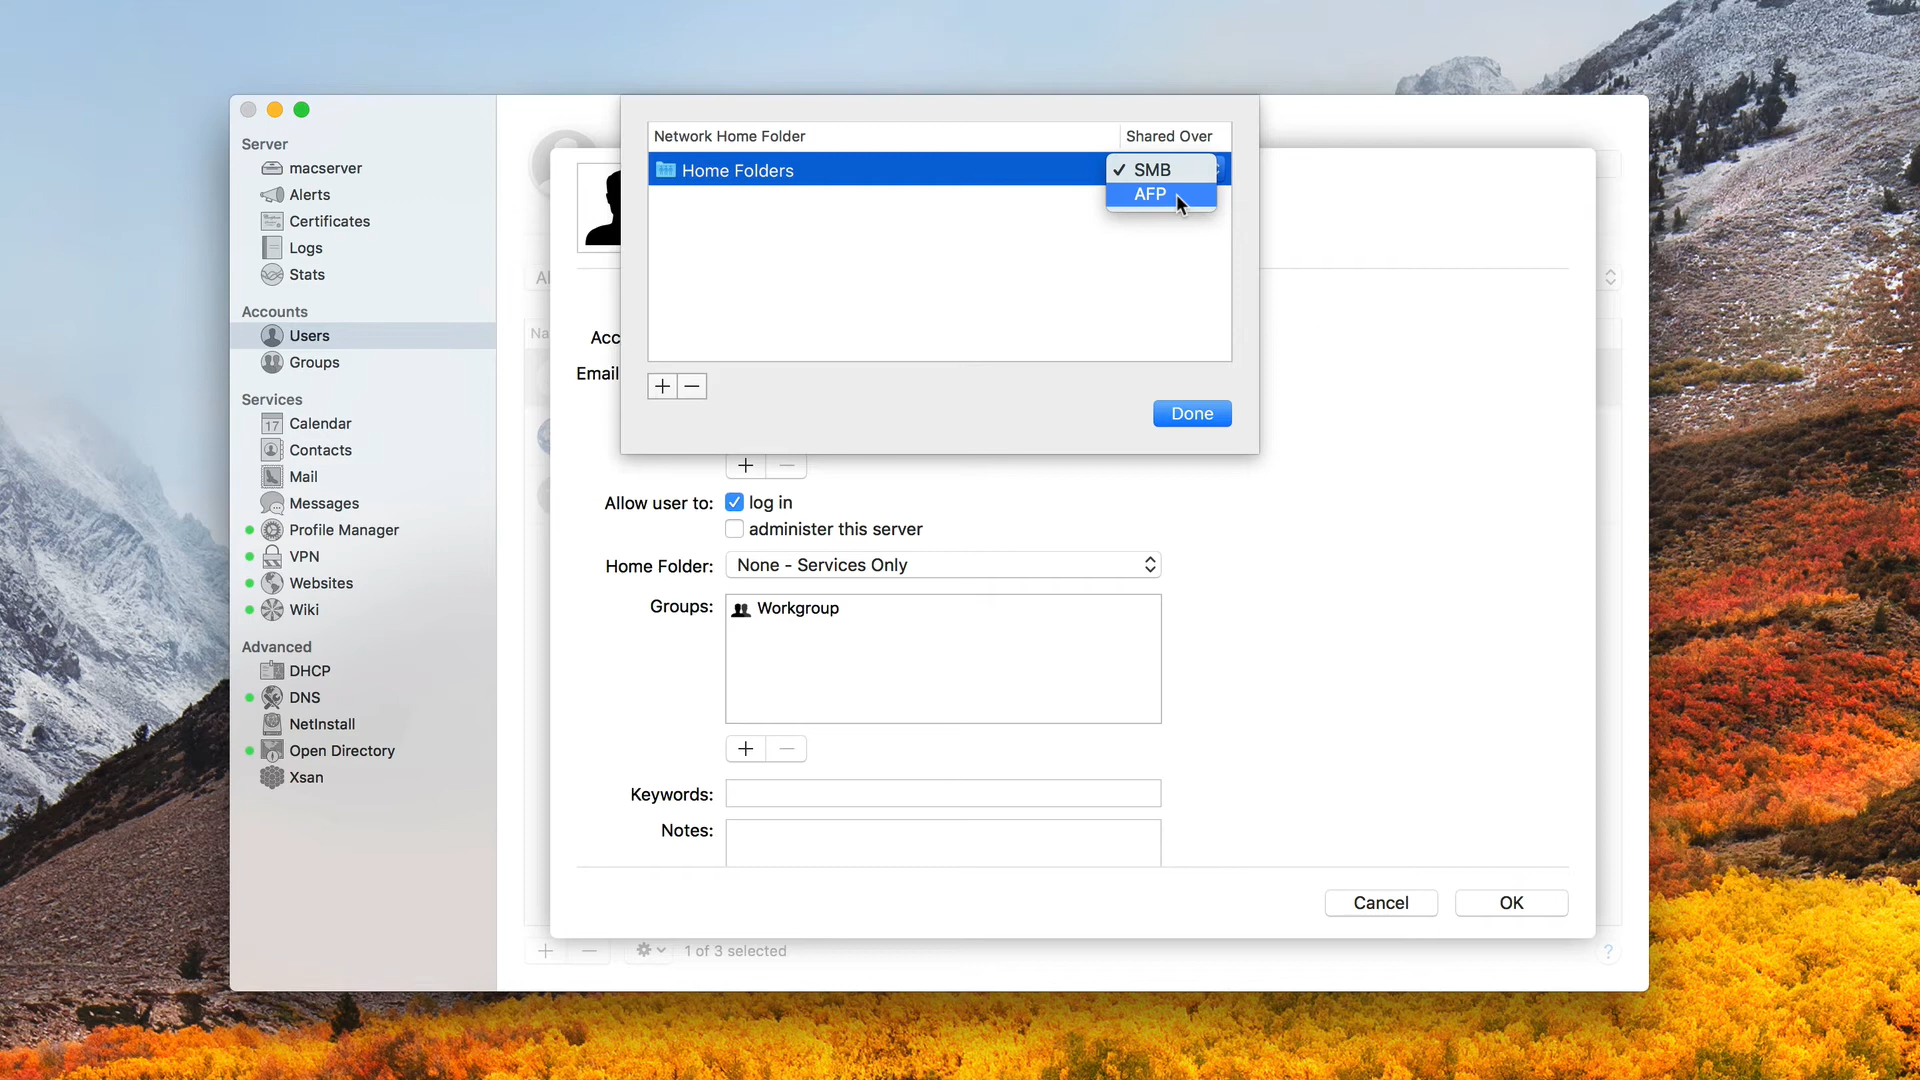 Server
macserver
Alerts
Certificates
Logs
Stats
Accounts
Users
Groups
Services
17 Calendar
Contacts
Mail
Messages
Profile Manager
VPN
Websites
Wiki
Advanced
DHCP
DNS
NetInstall
Open Directory
Xsan
Network Home Folder Shared Over
Home Folders ✓ SMB
AFP
Al
Na
Acc
Email
+ −
Done
+ −
Allow user to: log in
administer this server
Home Folder: None - Services Only
Groups: Workgroup
+ −
Keywords:
Notes:
Cancel OK
+ − 1 of 3 selected ?